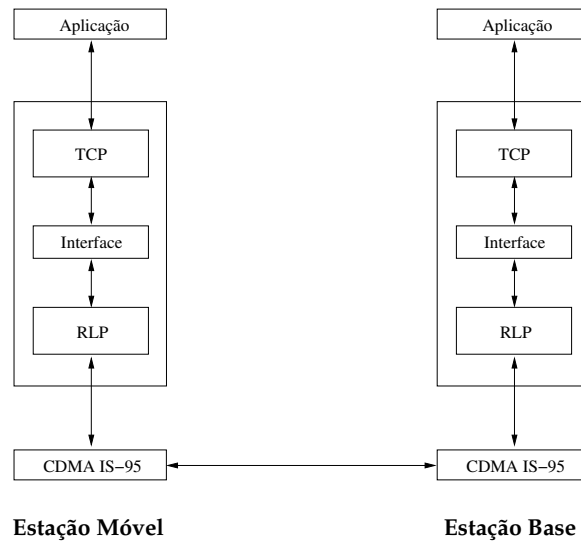 Aplicação Aplicação
TCP TCP
Interface Interface
RLP RLP
CDMA IS−95 CDMA IS−95
Estação Móvel Estação Base